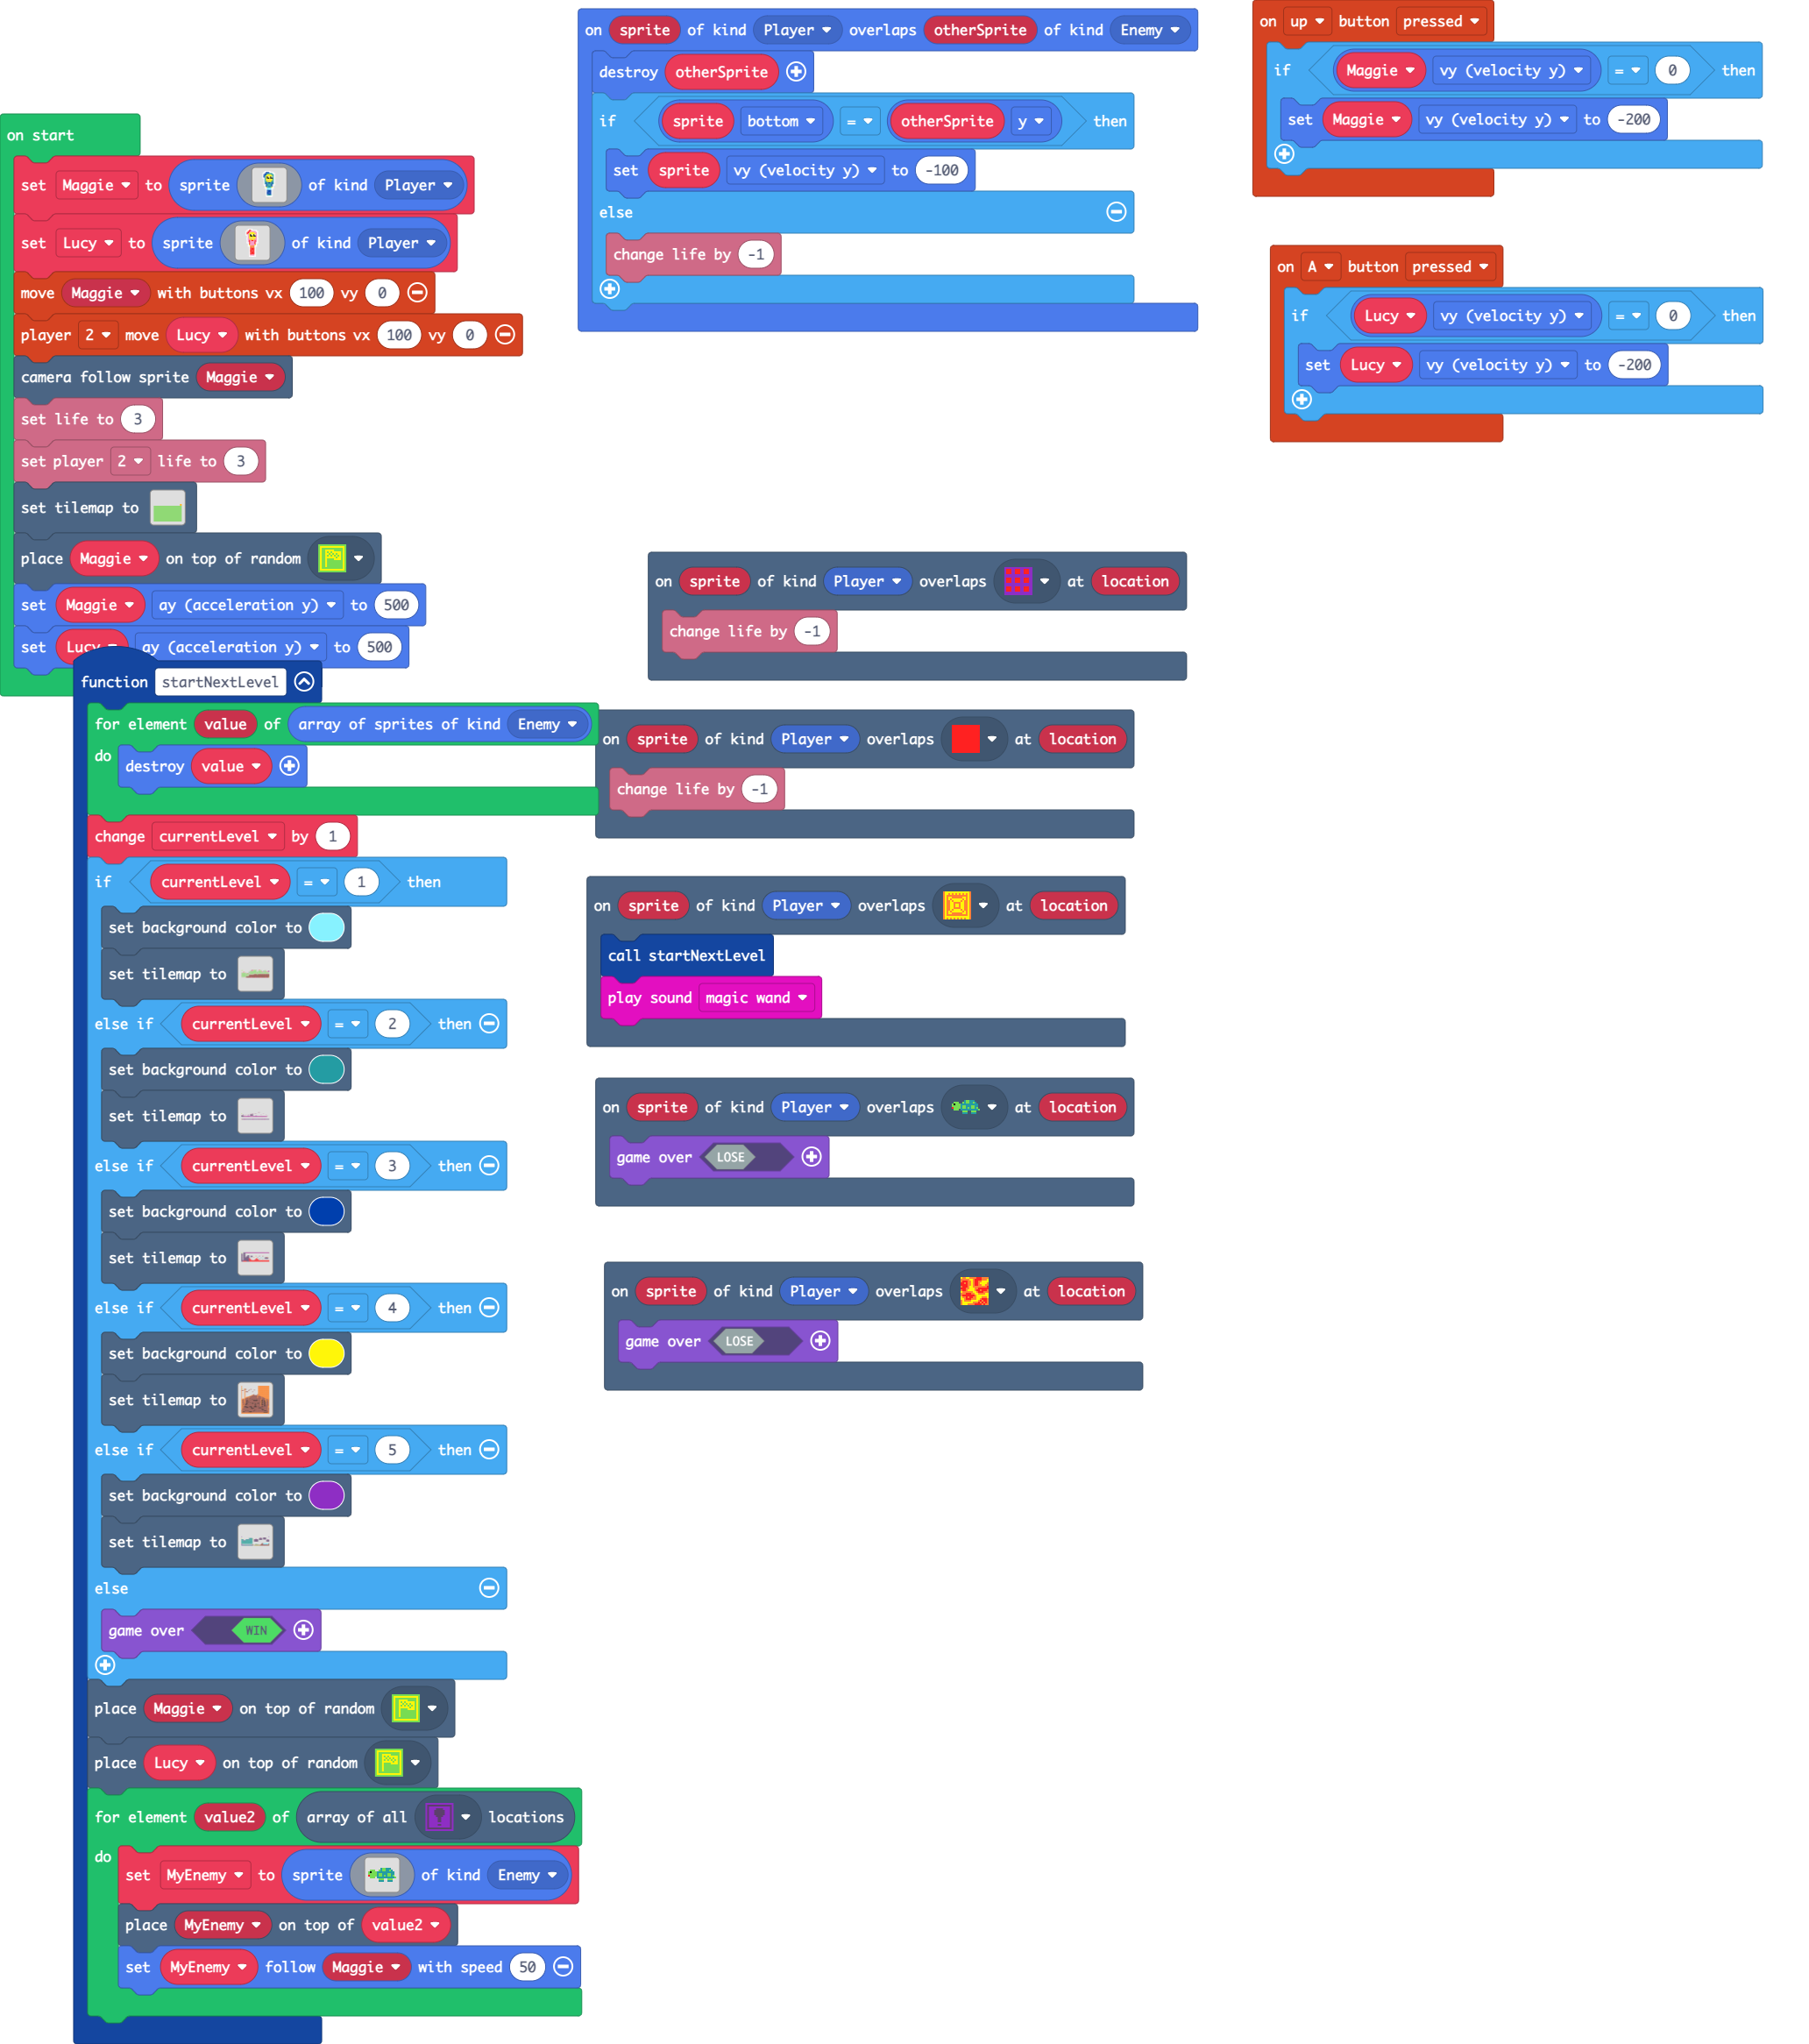 on start
set Maggie to sprite of kind Player
set Lucy to sprite of kind Player
move Maggie with buttons vx 100 vy 0
player 2 move Lucy with buttons vx 100 vy 0
camera follow sprite Maggie
set life to 3
set player 2 life to 3
set tilemap to
place Maggie on top of random
set Maggie ay (acceleration y) to 500
set Lucy ay (acceleration y) to 500
function startNextLevel
for element value of array of sprites of kind Enemy
do destroy value
change currentLevel by 1
if currentLevel = 1 then
set background color to
set tilemap to
else if currentLevel = 2 then
set background color to
set tilemap to
else if currentLevel = 3 then
set background color to
set tilemap to
else if currentLevel = 4 then
set background color to
set tilemap to
else if currentLevel = 5 then
set background color to
set tilemap to
else
game over WIN
place Maggie on top of random
place Lucy on top of random
for element value2 of array of all locations
do set MyEnemy to sprite of kind Enemy
place MyEnemy on top of value2
set MyEnemy follow Maggie with speed 50
on sprite of kind Player overlaps otherSprite of kind Enemy
destroy otherSprite
if sprite bottom = otherSprite y then
set sprite vy (velocity y) to -100
else
change life by -1
on sprite of kind Player overlaps at location
change life by -1
on sprite of kind Player overlaps at location
change life by -1
on sprite of kind Player overlaps at location
call startNextLevel
play sound magic wand
on sprite of kind Player overlaps at location
game over LOSE
on sprite of kind Player overlaps at location
game over LOSE
on up button pressed
if Maggie vy (velocity y) = 0 then
set Maggie vy (velocity y) to -200
on A button pressed
if Lucy vy (velocity y) = 0 then
set Lucy vy (velocity y) to -200